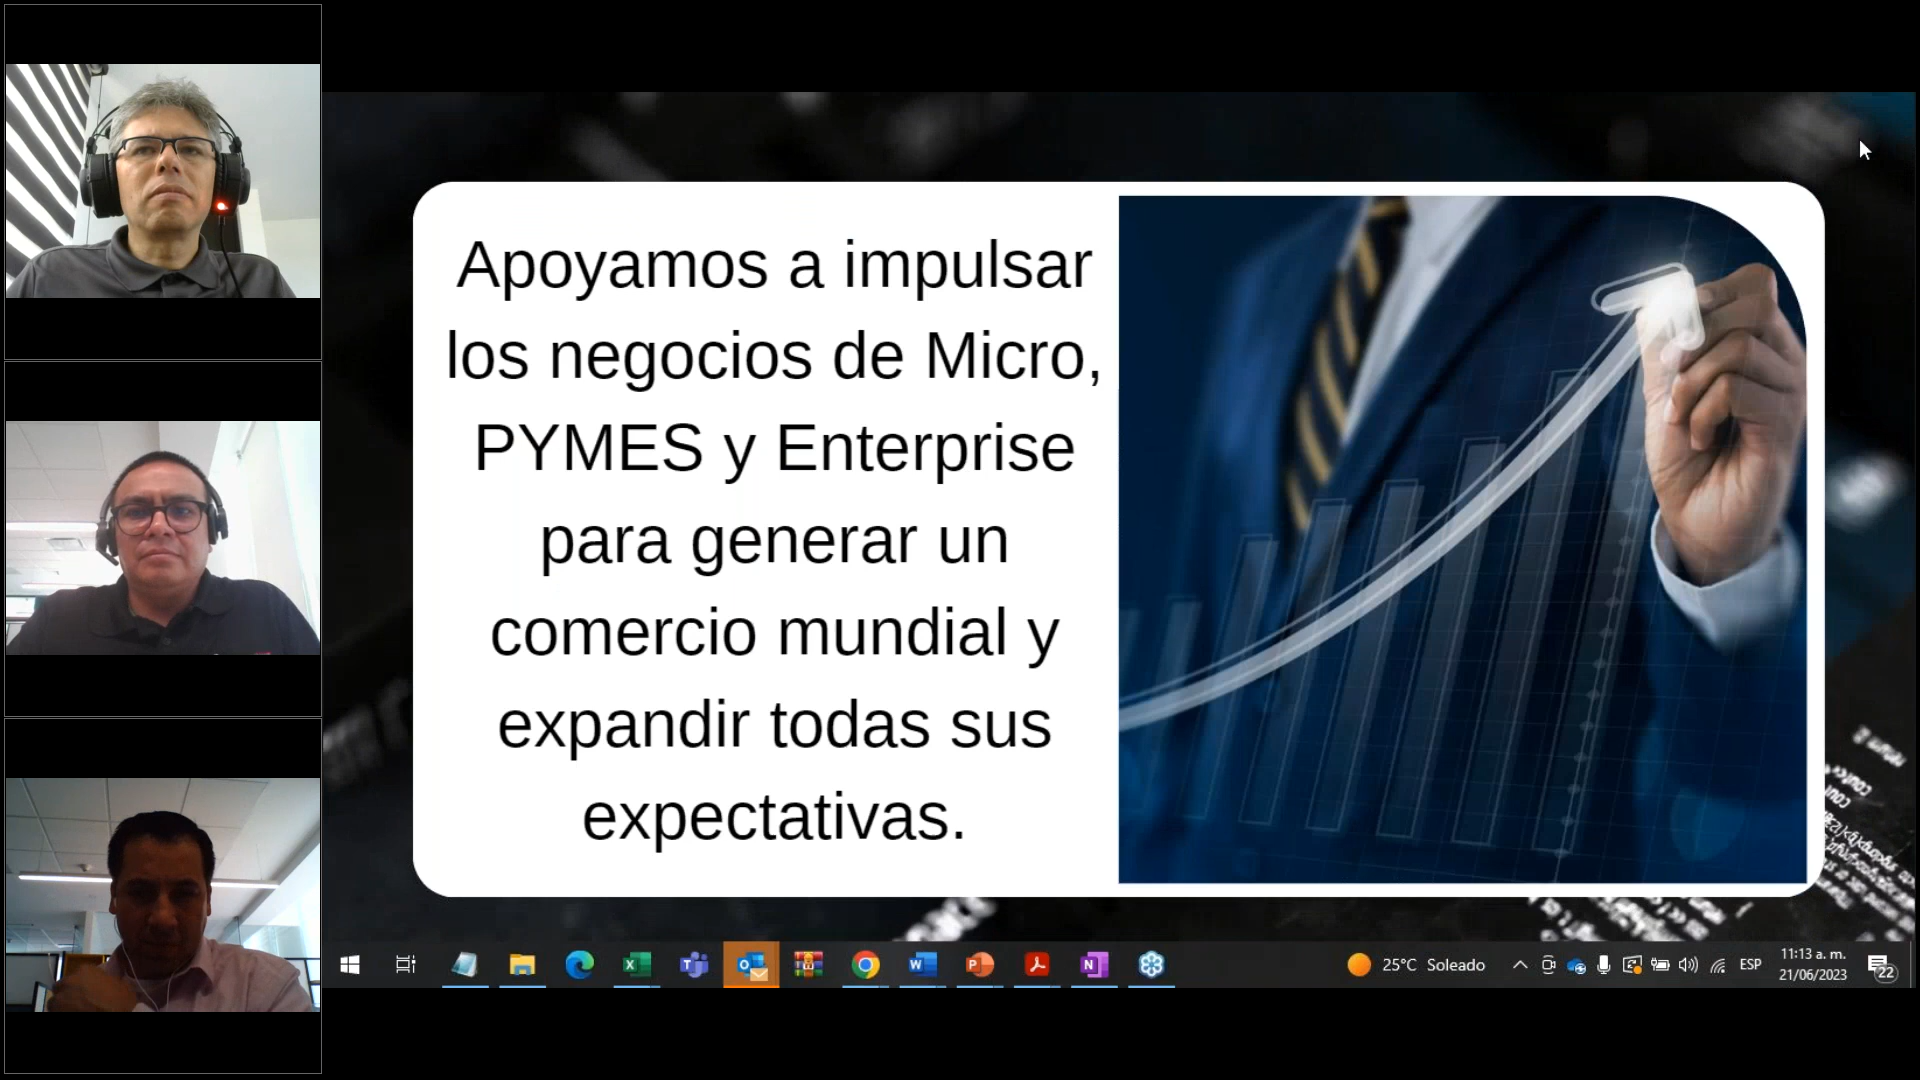 Apoyamos a impulsar
los negocios de Micro,
PYMES y Enterprise
para generar un
comercio mundial y
expandir todas sus
expectativas.
25°C Soleado
ESP
11:13 a. m.
21/06/2023
22